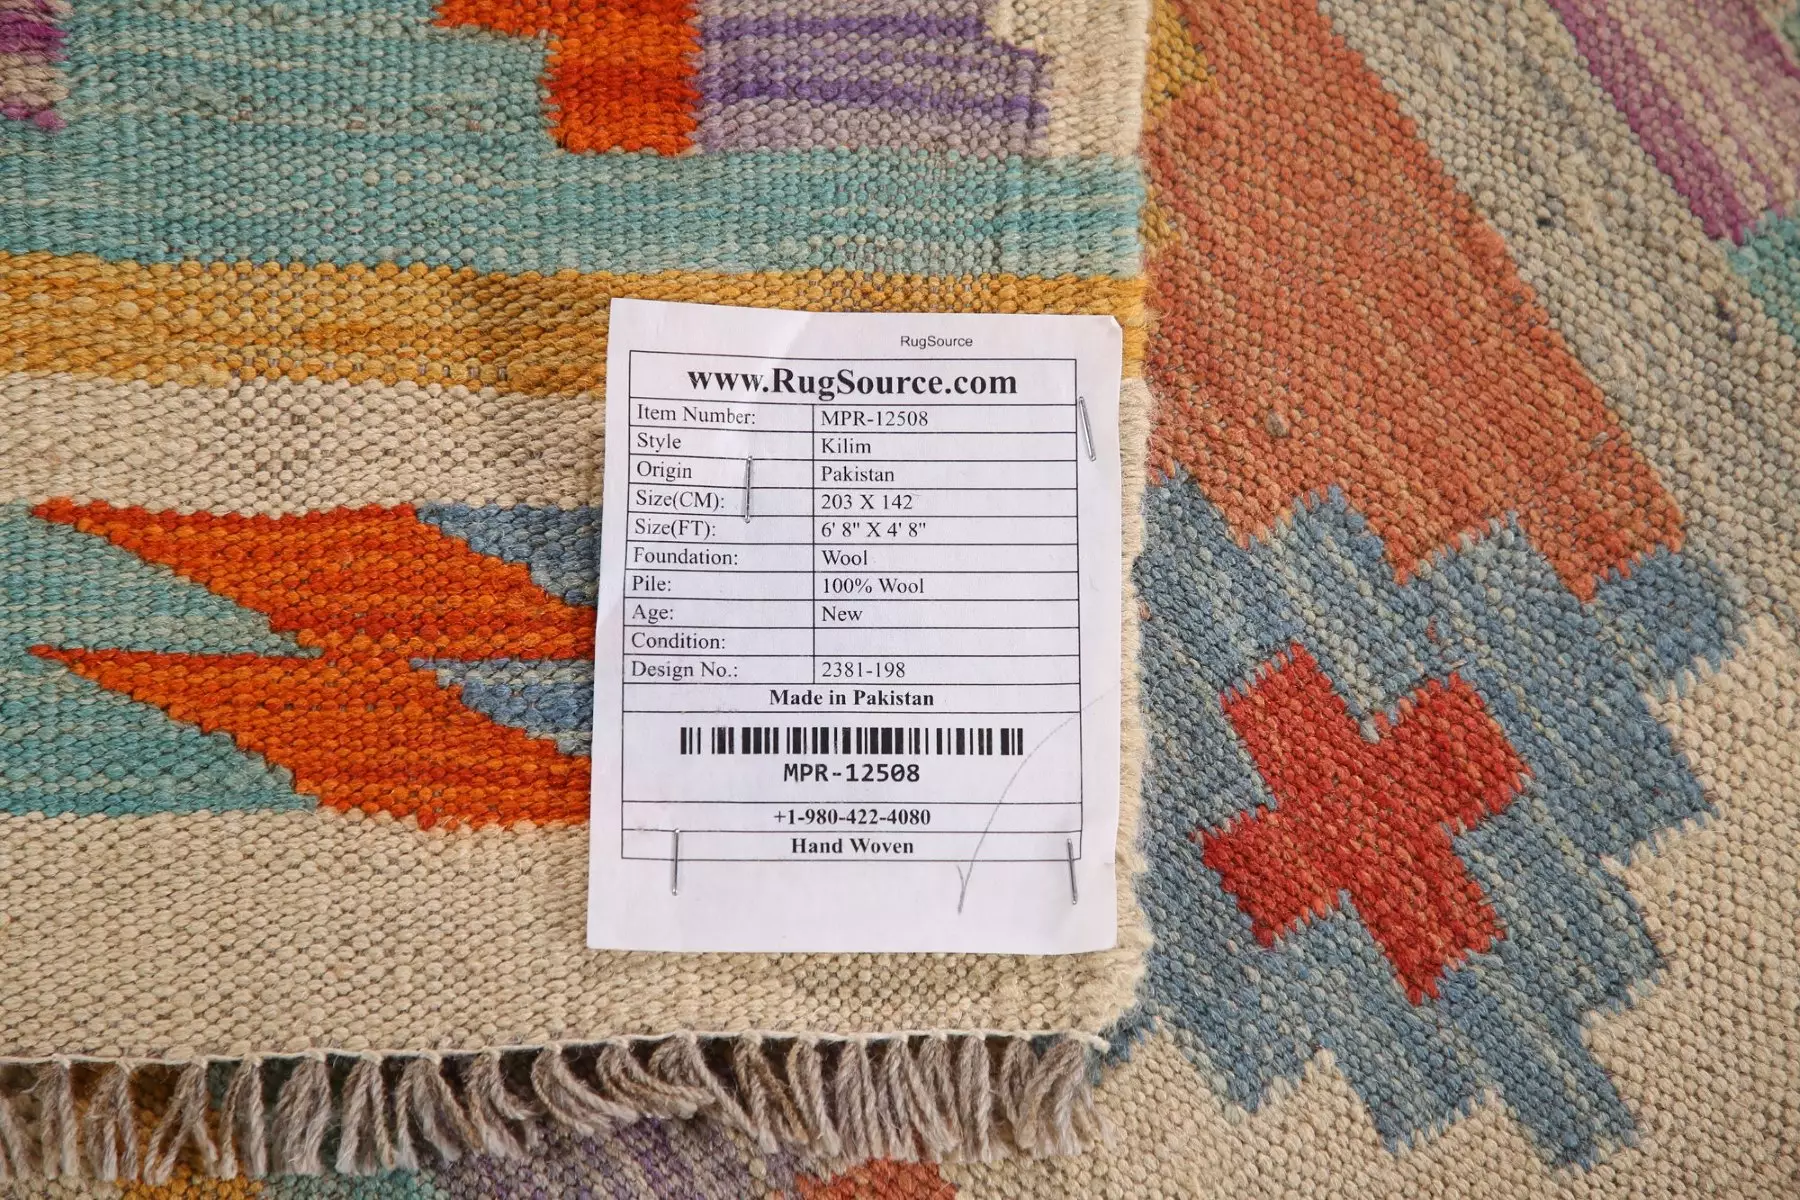 RugSource
www.RugSource.com
Item Number: MPR-12508
Style Kilim
Origin Pakistan
Size(CM): 203 X 142
Size(FT): 6' 8" X 4' 8"
Foundation: Wool
Pile: 100% Wool
Age: New
Condition:
Design No.: 2381-198
Made in Pakistan
MPR-12508
+1-980-422-4080
Hand Woven